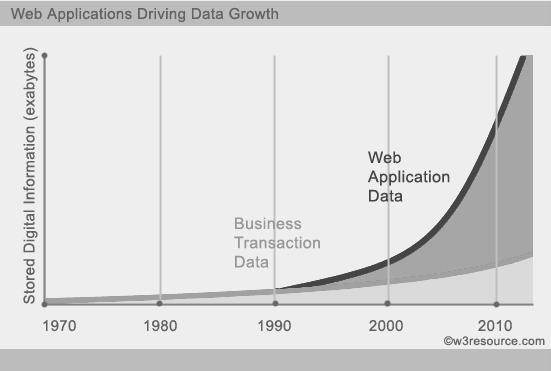 Web Applications Driving Data Growth
Stored Digital Information (exabytes)
Web
Application
Data
Business
Transaction
Data
1970 1980 1990 2000 2010
©w3resource.com